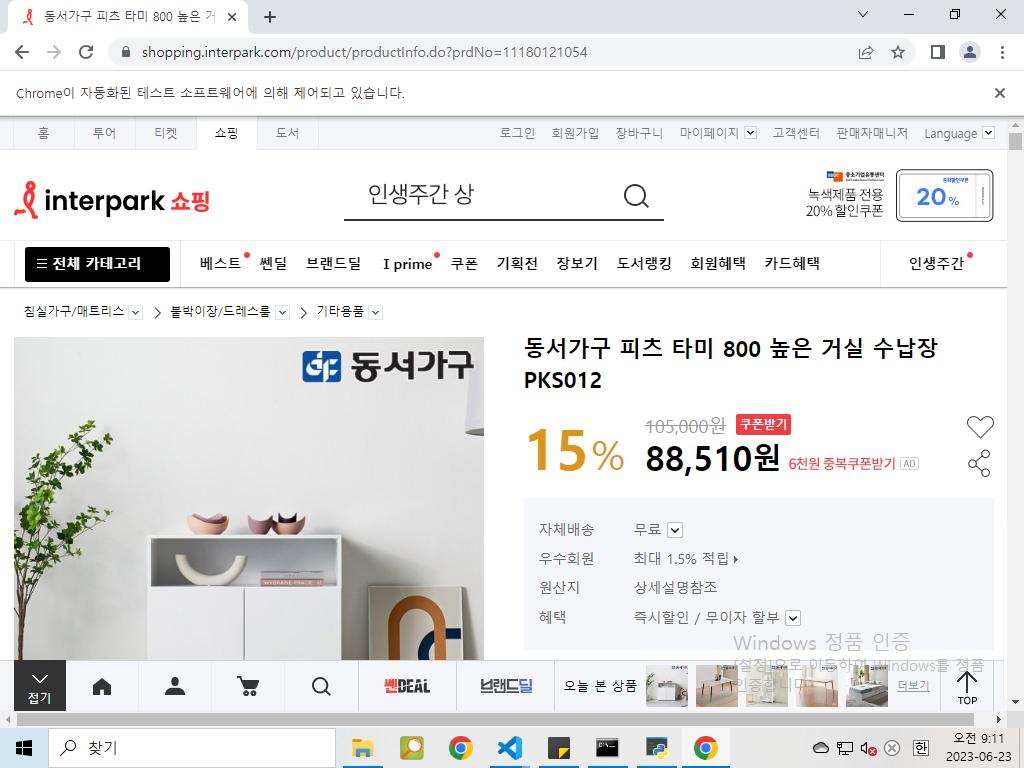 동서가구 피츠 타미 800 높은 거
shopping.interpark.com/product/productInfo.do?prdNo=11180121054
Chrome이 자동화된 테스트 소프트웨어에 의해 제어되고 있습니다.
홈 투어 티켓 쇼핑 도서 로그인 회원가입 장바구니 마이페이지 고객센터 판매자매니저 Language
interpark 쇼핑
인생주간 상
중소기업유통센터
녹색제품 전용
20% 할인쿠폰
중복할인쿠폰
20%
전체 카테고리 베스트 쎈딜 브랜드딜 I prime 쿠폰 기획전 장보기 도서랭킹 회원혜택 카드혜택 인생주간
침실가구/매트리스 붙박이장/드레스룸 기타용품
동서가구
동서가구 피츠 타미 800 높은 거실 수납장
PKS012
15%
105,000원 쿠폰받기
88,510원 6천원 중복쿠폰받기 AD
자체배송 무료
우수회원 최대 1.5% 적립
원산지 상세설명참조
혜택 즉시할인 / 무이자 할부
Windows 정품 인증
[설정]으로 이동하여 Windows를 정품
인증합니다.
접기
쎈DEAL
브랜드딜
오늘 본 상품
더보기
TOP
찾기
한
오전 9:11
2023-06-23